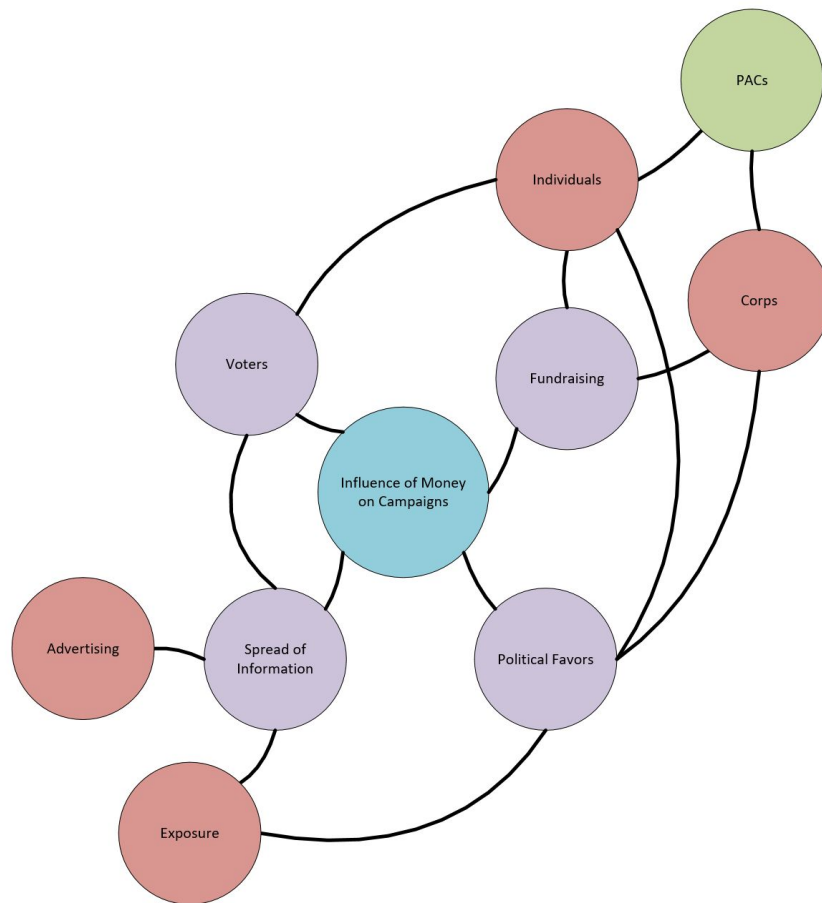 PACs
Individuals
Corps
Voters
Fundraising
Influence of Money
on Campaigns
Advertising
Spread of
Information
Political Favors
Exposure